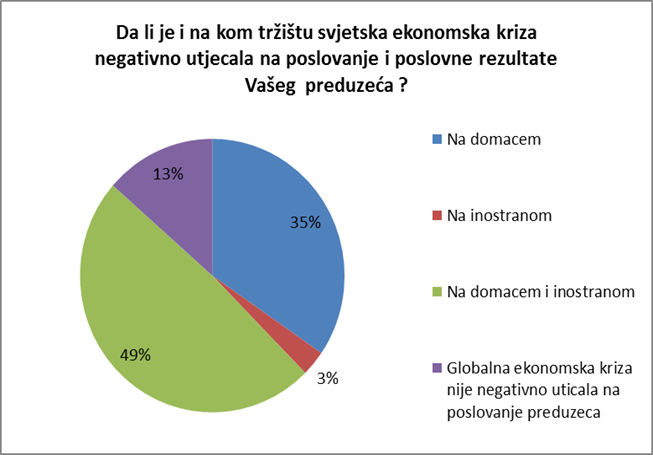 Da li je i na kom tržištu svjetska ekonomska kriza
negativno utjecala na poslovanje i poslovne rezultate
Vašeg preduzeća ?
13%
35%
49%
3%
Na domacem
Na inostranom
Na domacem i inostranom
Globalna ekonomska kriza
nije negativno uticala na
poslovanje preduzeca